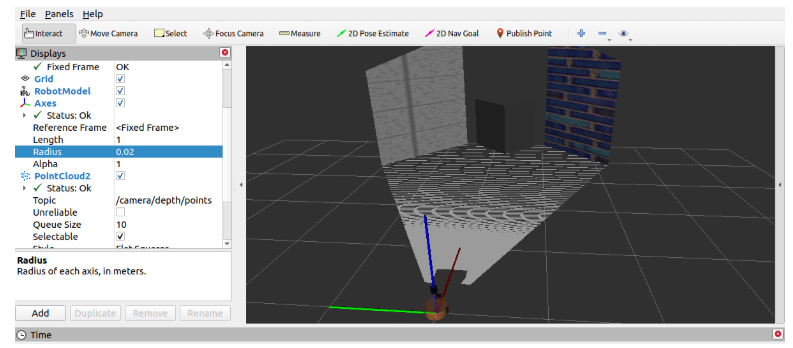 File Panels Help
Interact Move Camera Select Focus Camera Measure 2D Pose Estimate 2D Nav Goal Publish Point
Displays
Fixed Frame OK
Grid
RobotModel
Axes
Status: Ok
Reference Frame <Fixed Frame>
Length 1
Radius 0.02
Alpha 1
PointCloud2
Status: Ok
Topic /camera/depth/points
Unreliable
Queue Size 10
Selectable
Style Flat Squares
Radius
Radius of each axis, in meters.
Add Duplicate Remove Rename
Time